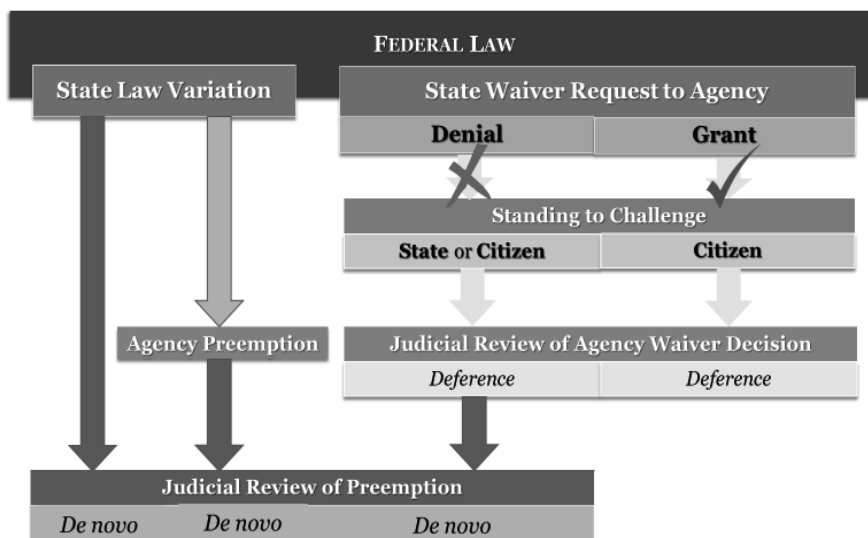 FEDERAL LAW
State Law Variation
State Waiver Request to Agency
Denial
Grant
Standing to Challenge
State or Citizen
Citizen
Agency Preemption
Judicial Review of Agency Waiver Decision
Deference
Deference
Judicial Review of Preemption
De novo
De novo
De novo